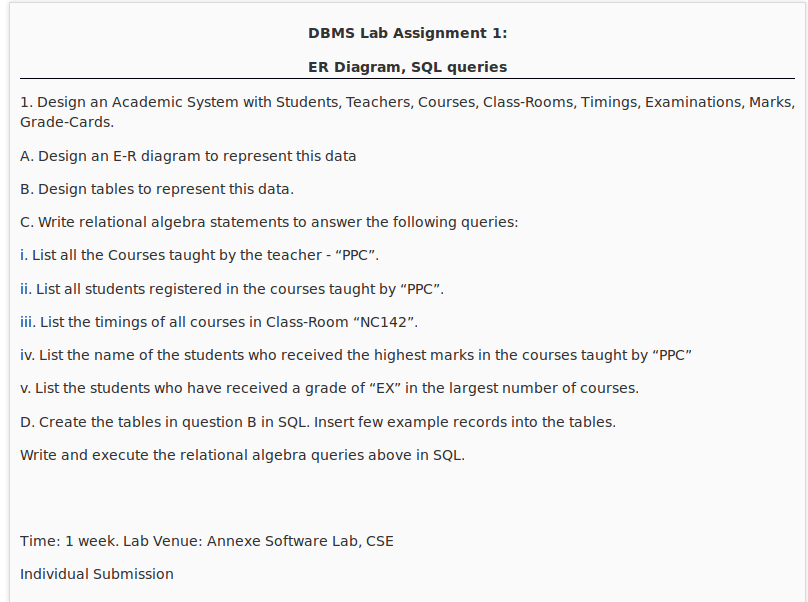 DBMS Lab Assignment 1:
ER Diagram, SQL queries
1. Design an Academic System with Students, Teachers, Courses, Class-Rooms, Timings, Examinations, Marks,
Grade-Cards.
A. Design an E-R diagram to represent this data
B. Design tables to represent this data.
C. Write relational algebra statements to answer the following queries:
i. List all the Courses taught by the teacher - “PPC”.
ii. List all students registered in the courses taught by “PPC”.
iii. List the timings of all courses in Class-Room “NC142”.
iv. List the name of the students who received the highest marks in the courses taught by “PPC”
v. List the students who have received a grade of “EX” in the largest number of courses.
D. Create the tables in question B in SQL. Insert few example records into the tables.
Write and execute the relational algebra queries above in SQL.
Time: 1 week. Lab Venue: Annexe Software Lab, CSE
Individual Submission